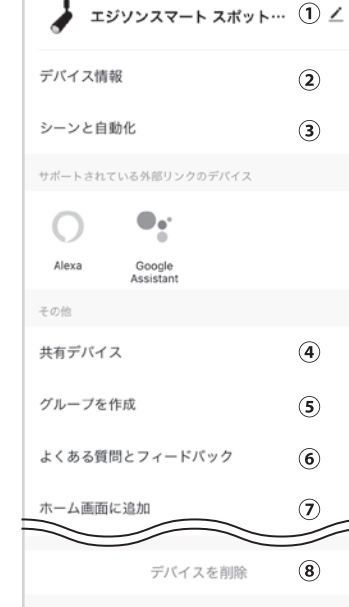 エジソンスマート スポット… ①
デバイス情報 ②
シーンと自動化 ③
サポートされている外部リンクのデバイス
Alexa
Google
Assistant
その他
共有デバイス ④
グループを作成 ⑤
よくある質問とフィードバック ⑥
ホーム画面に追加 ⑦
デバイスを削除 ⑧